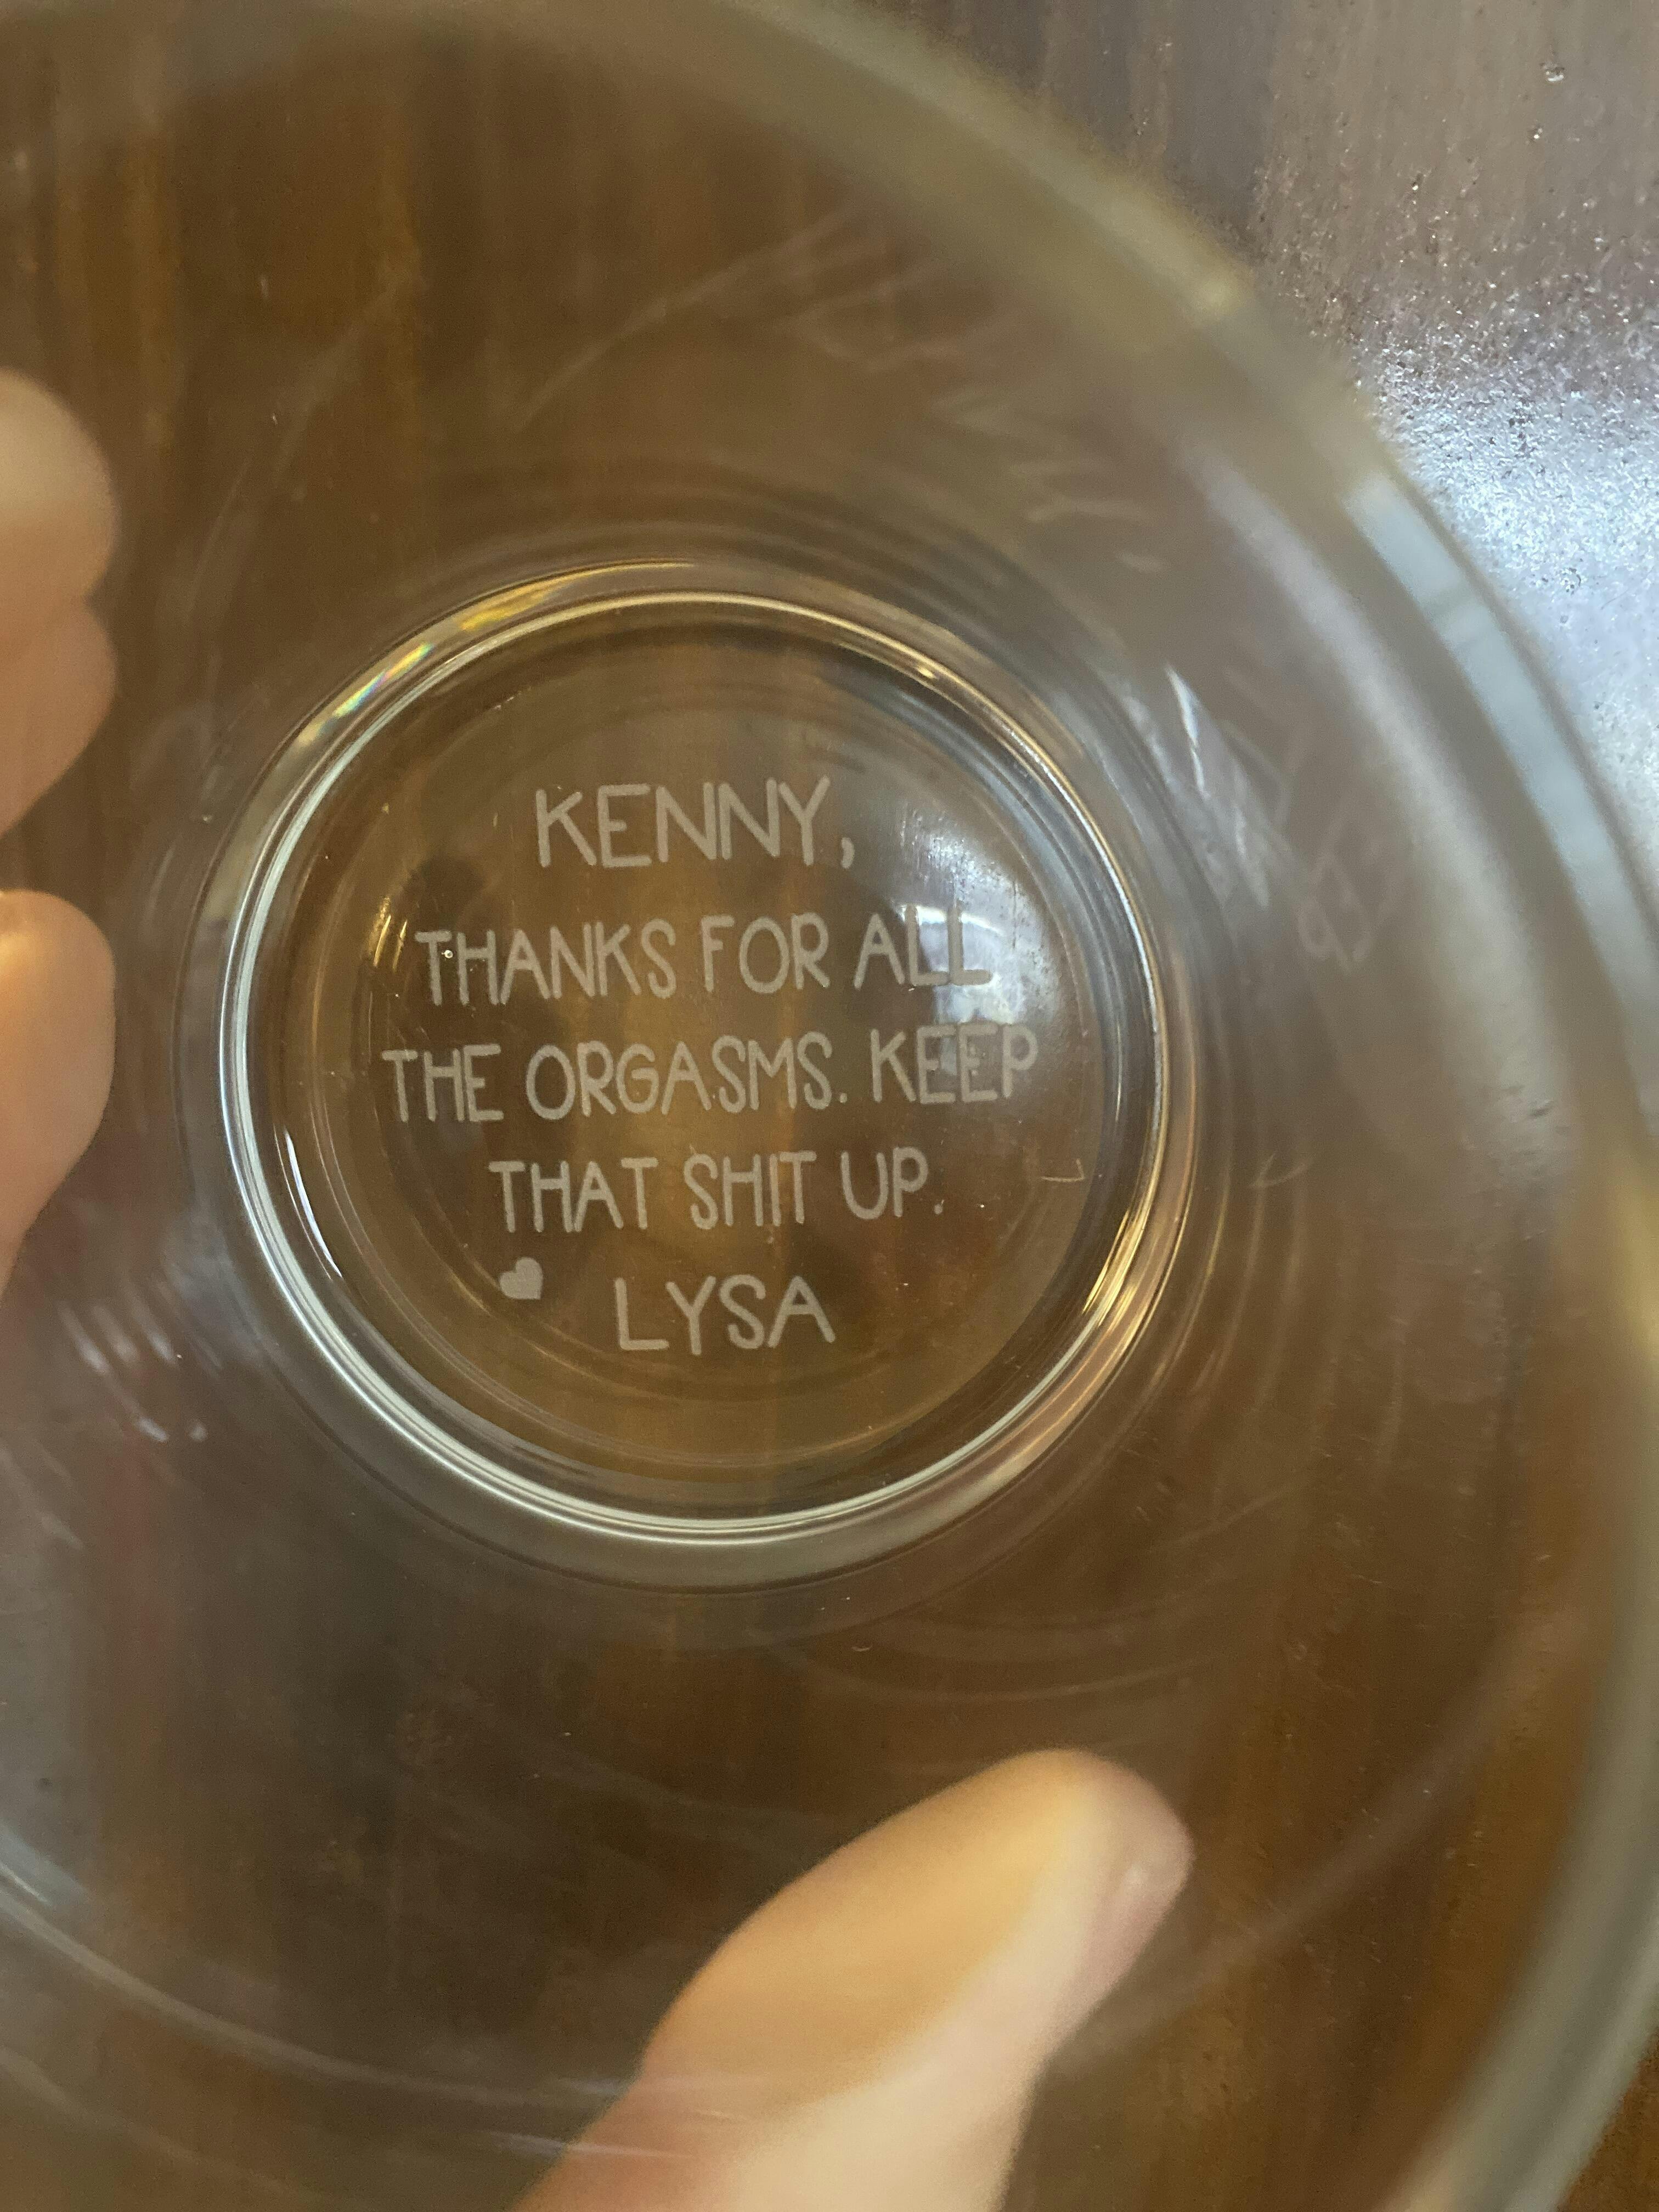 KENNY,
THANKS FOR ALL
THE ORGASMS. KEEP
THAT SHIT UP.
♥ LYSA